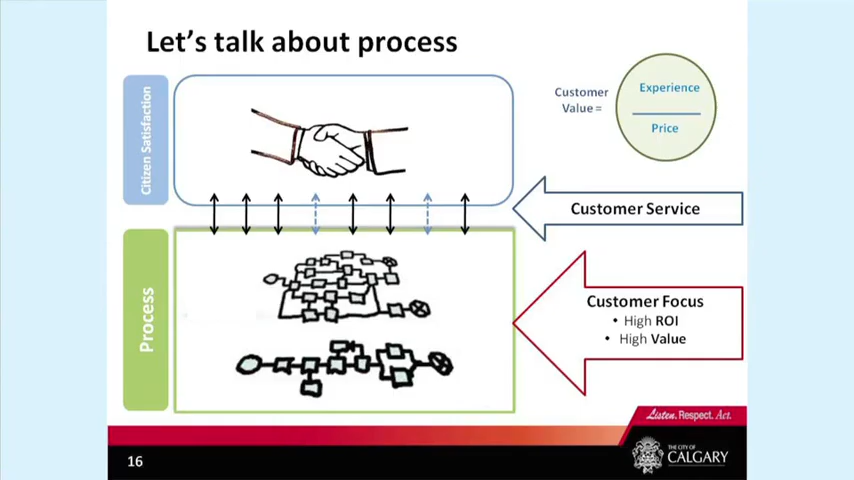 Let's talk about process
Citizen Satisfaction
Customer
Value =
Experience
Price
Customer Service
Process
Customer Focus
• High ROI
• High Value
Listen. Respect. Act.
16
THE CITY OF
CALGARY